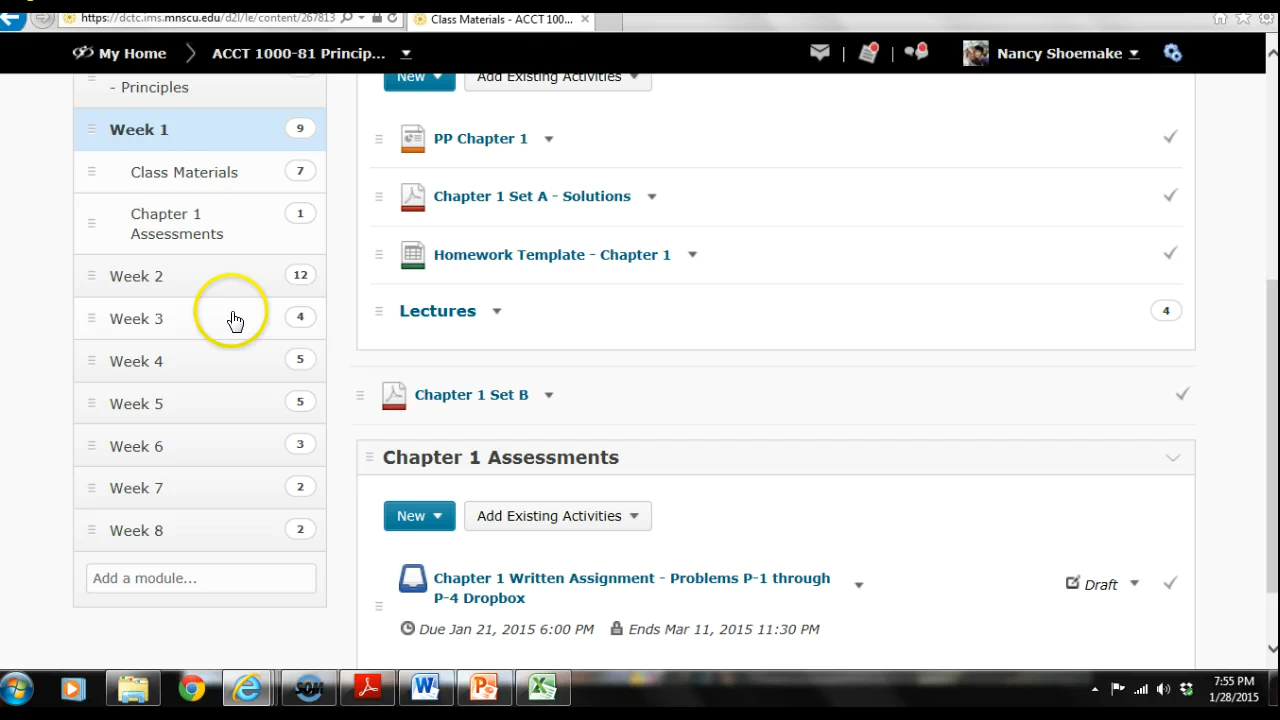 https://dctc.ims.mnscu.edu/d2l/le/content/267813
Class Materials - ACCT 100...
My Home
ACCT 1000-81 Princip...
Nancy Shoemake
- Principles
Week 1
9
Class Materials
7
Chapter 1
Assessments
1
Week 2
12
Week 3
4
Week 4
5
Week 5
5
Week 6
3
Week 7
2
Week 8
2
Add a module...
New
Add Existing Activities
PP Chapter 1
Chapter 1 Set A - Solutions
Homework Template - Chapter 1
Lectures
4
Chapter 1 Set B
Chapter 1 Assessments
New
Add Existing Activities
Chapter 1 Written Assignment - Problems P-1 through
P-4 Dropbox
Draft
Due Jan 21, 2015 6:00 PM
Ends Mar 11, 2015 11:30 PM
7:55 PM
1/28/2015